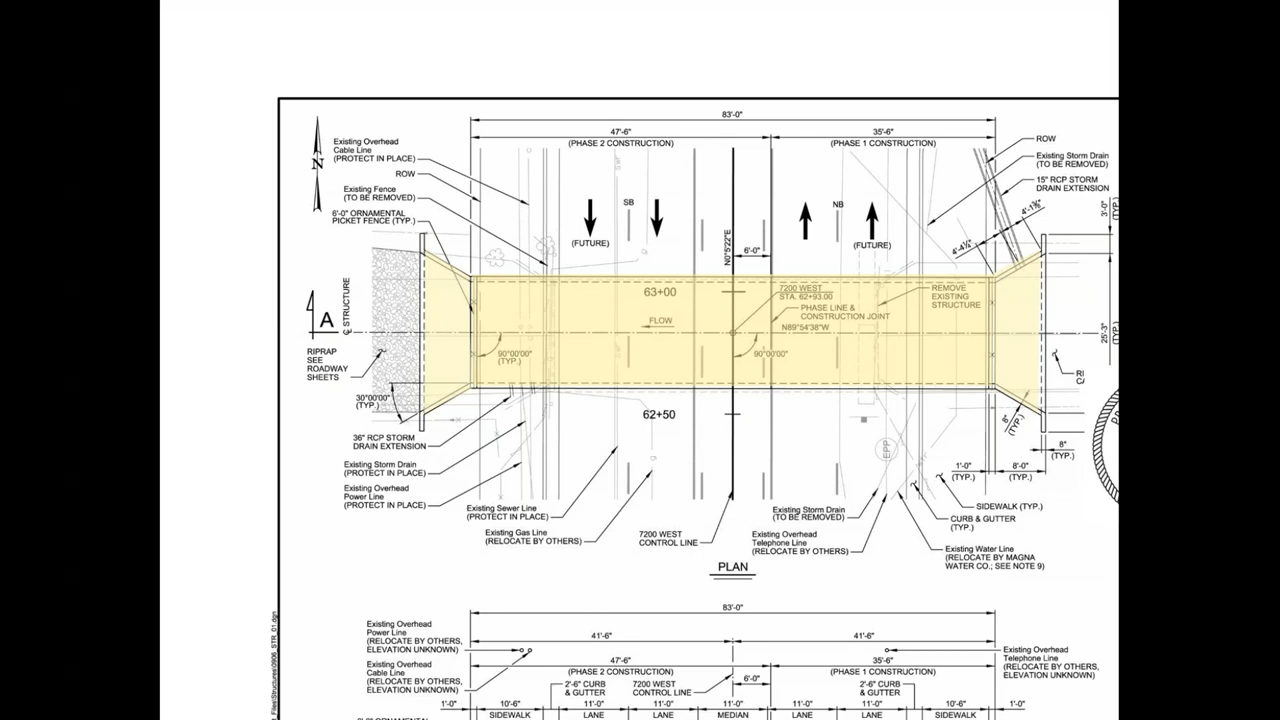 83'-0"
47'-6"
(PHASE 2 CONSTRUCTION)
35'-6"
(PHASE 1 CONSTRUCTION)
N
Existing Overhead
Cable Line
(PROTECT IN PLACE)
ROW
Existing Fence
(TO BE REMOVED)
6'-0" ORNAMENTAL
PICKET FENCE (TYP.)
ROW
Existing Storm Drain
(TO BE REMOVED)
15" RCP STORM
DRAIN EXTENSION
SB
NB
(FUTURE)
(FUTURE)
N0°5'22"E
6'-0"
4'-4¼"
4'-1⅜"
3'-0"
(TYP.)
63+00
7200 WEST
STA. 62+93.00
PHASE LINE &
CONSTRUCTION JOINT
REMOVE
EXISTING
STRUCTURE
FLOW
N89°54'38"W
A
℄ STRUCTURE
90°00'00"
(TYP.)
90°00'00"
25'-3"
(TYP.)
RIPRAP
SEE
ROADWAY
SHEETS
30°00'00"
(TYP.)
62+50
8"
(TYP.)
RI
EPP
36" RCP STORM
DRAIN EXTENSION
Existing Storm Drain
(PROTECT IN PLACE)
Existing Overhead
Power Line
(PROTECT IN PLACE)
8"
(TYP.)
1'-0"
(TYP.)
8'-0"
(TYP.)
Existing Sewer Line
(PROTECT IN PLACE)
Existing Gas Line
(RELOCATE BY OTHERS)
7200 WEST
CONTROL LINE
Existing Storm Drain
(TO BE REMOVED)
Existing Overhead
Telephone Line
(RELOCATE BY OTHERS)
SIDEWALK (TYP.)
CURB & GUTTER
(TYP.)
Existing Water Line
(RELOCATE BY MAGNA
WATER CO.; SEE NOTE 9)
PLAN
83'-0"
Existing Overhead
Power Line
(RELOCATE BY OTHERS,
ELEVATION UNKNOWN)
Existing Overhead
Cable Line
(RELOCATE BY OTHERS,
ELEVATION UNKNOWN)
41'-6"
41'-6"
Existing Overhead
Telephone Line
(RELOCATE BY OTHERS,
ELEVATION UNKNOWN)
47'-6"
(PHASE 2 CONSTRUCTION)
35'-6"
(PHASE 1 CONSTRUCTION)
2'-6" CURB
& GUTTER
7200 WEST
CONTROL LINE
6'-0"
2'-6" CURB
& GUTTER
1'-0"
10'-6"
11'-0"
11'-0"
11'-0"
11'-0"
11'-0"
10'-6"
1'-0"
SIDEWALK
LANE
LANE
MEDIAN
LANE
LANE
SIDEWALK